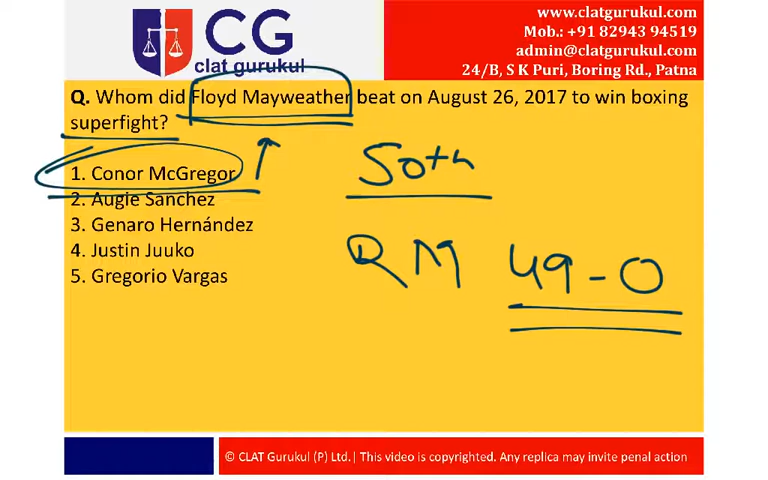 CG
clat gurukul
www.clatgurukul.com
Mob.: +91 82943 94519
admin@clatgurukul.com
24/B, S K Puri, Boring Rd., Patna
Q. Whom did Floyd Mayweather beat on August 26, 2017 to win boxing
superfight?
1. Conor McGregor
2. Augie Sanchez
3. Genaro Hernández
4. Justin Juuko
5. Gregorio Vargas
50th
RM 49-0
© CLAT Gurukul (P) Ltd.| This video is copyrighted. Any replica may invite penal action